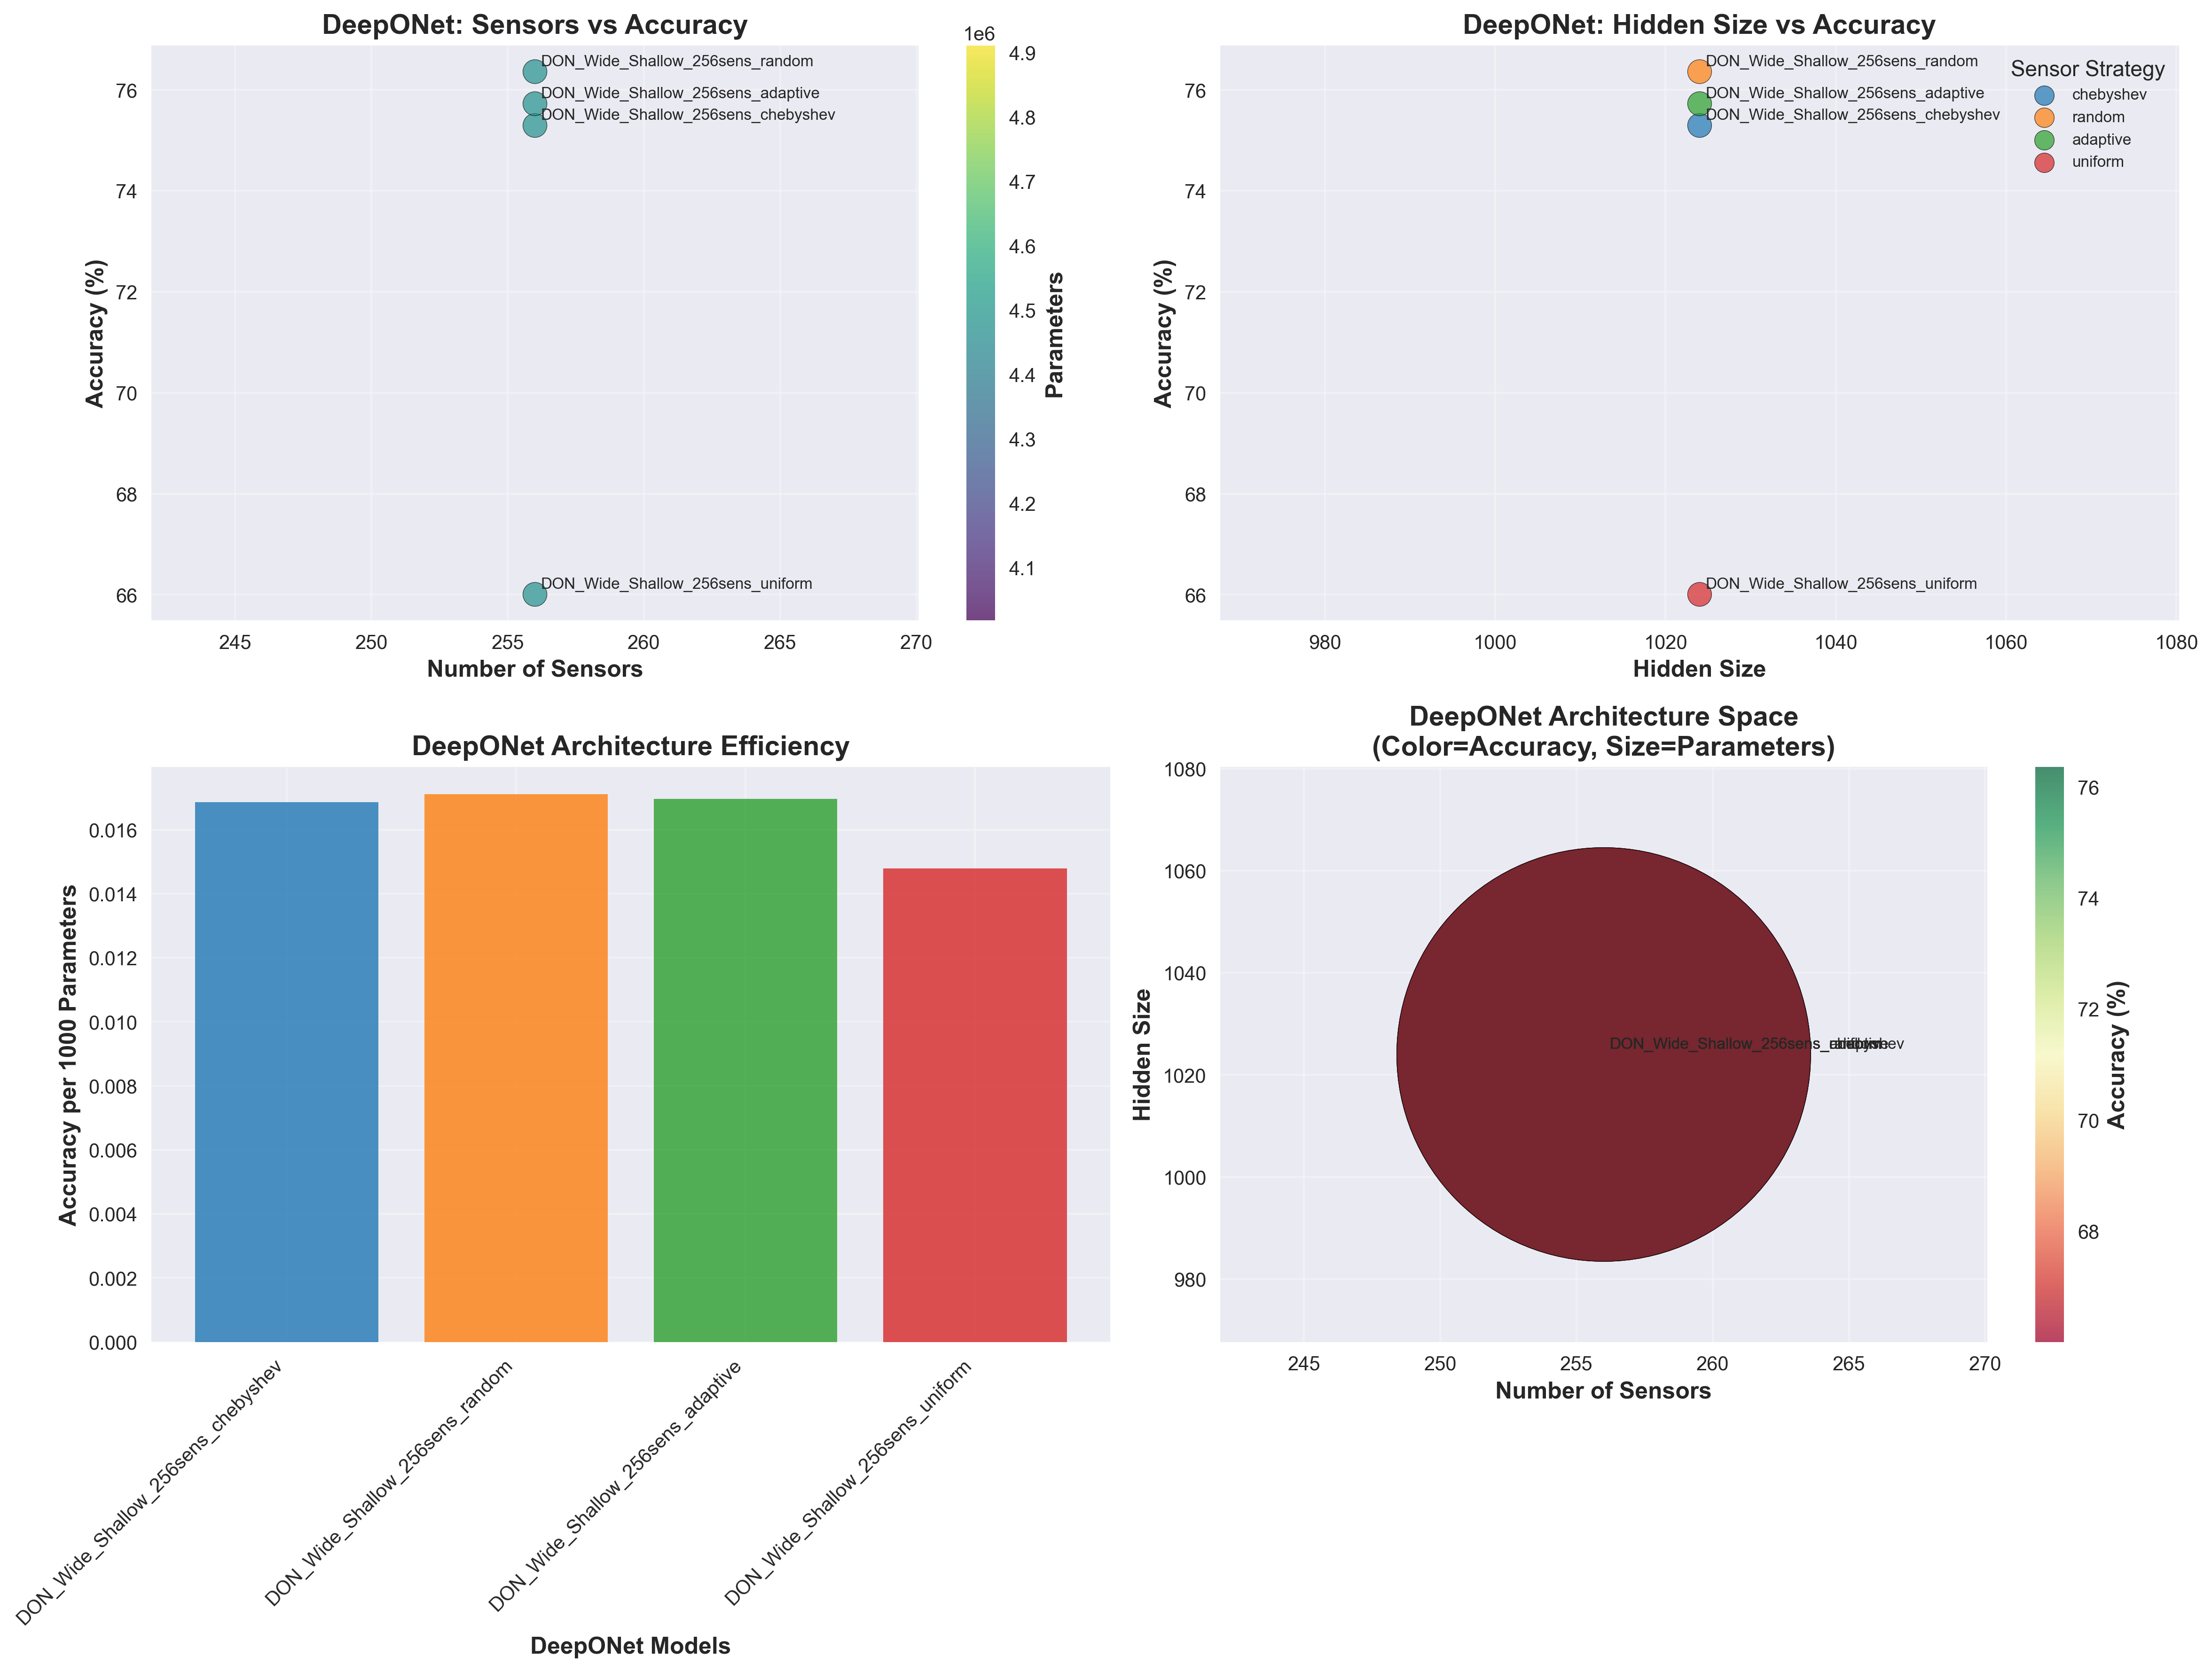 DeepONet: Sensors vs Accuracy
1e6
DON_Wide_Shallow_256sens_random
DON_Wide_Shallow_256sens_adaptive
DON_Wide_Shallow_256sens_chebyshev
DON_Wide_Shallow_256sens_uniform
76
74
72
70
68
66
Accuracy (%)
245
250
255
260
265
270
Number of Sensors
4.9
4.8
4.7
4.6
4.5
4.4
4.3
4.2
4.1
Parameters
DeepONet: Hidden Size vs Accuracy
DON_Wide_Shallow_256sens_random
DON_Wide_Shallow_256sens_adaptive
DON_Wide_Shallow_256sens_chebyshev
DON_Wide_Shallow_256sens_uniform
Sensor Strategy
chebyshev
random
adaptive
uniform
76
74
72
70
68
66
Accuracy (%)
980
1000
1020
1040
1060
1080
Hidden Size
DeepONet Architecture Efficiency
0.016
0.014
0.012
0.010
0.008
0.006
0.004
0.002
0.000
Accuracy per 1000 Parameters
DON_Wide_Shallow_256sens_chebyshev
DON_Wide_Shallow_256sens_random
DON_Wide_Shallow_256sens_adaptive
DON_Wide_Shallow_256sens_uniform
DeepONet Models
DeepONet Architecture Space
(Color=Accuracy, Size=Parameters)
1080
1060
1040
1020
1000
980
Hidden Size
DON_Wide_Shallow_256sens_
245
250
255
260
265
270
Number of Sensors
76
74
72
70
68
Accuracy (%)